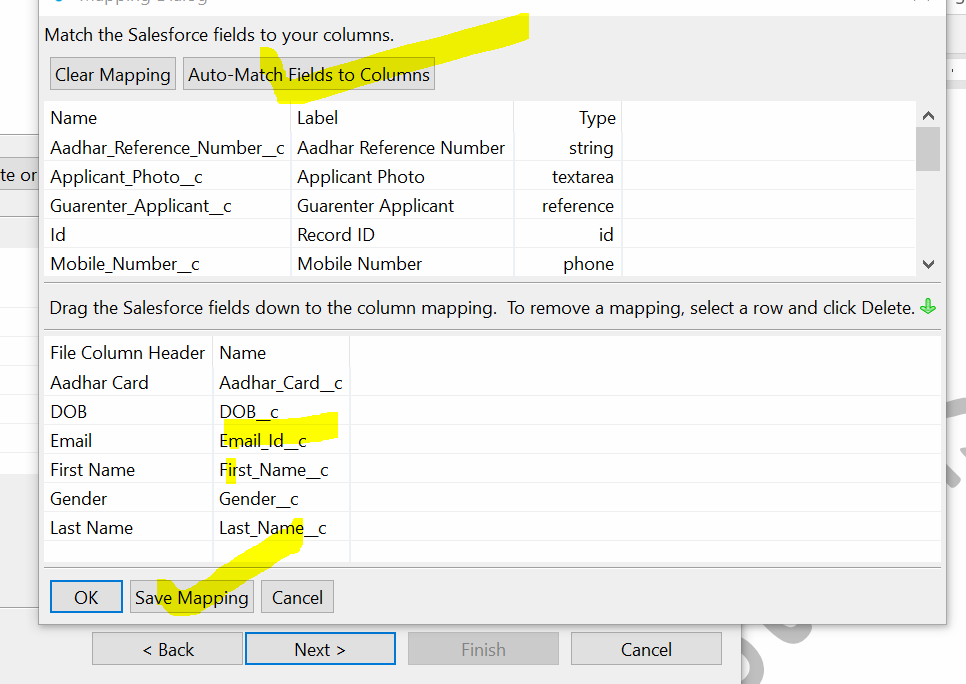 Match the Salesforce fields to your columns.
Clear Mapping Auto-Match Fields to Columns
Name Label Type
Aadhar_Reference_Number__c Aadhar Reference Number string
Applicant_Photo__c Applicant Photo textarea
Guarenter_Applicant__c Guarenter Applicant reference
Id Record ID id
Mobile_Number__c Mobile Number phone
Drag the Salesforce fields down to the column mapping.  To remove a mapping, select a row and click Delete.
File Column Header Name
Aadhar Card Aadhar_Card__c
DOB DOB__c
Email Email_Id__c
First Name First_Name__c
Gender Gender__c
Last Name Last_Name__c
OK Save Mapping Cancel
< Back Next > Finish Cancel